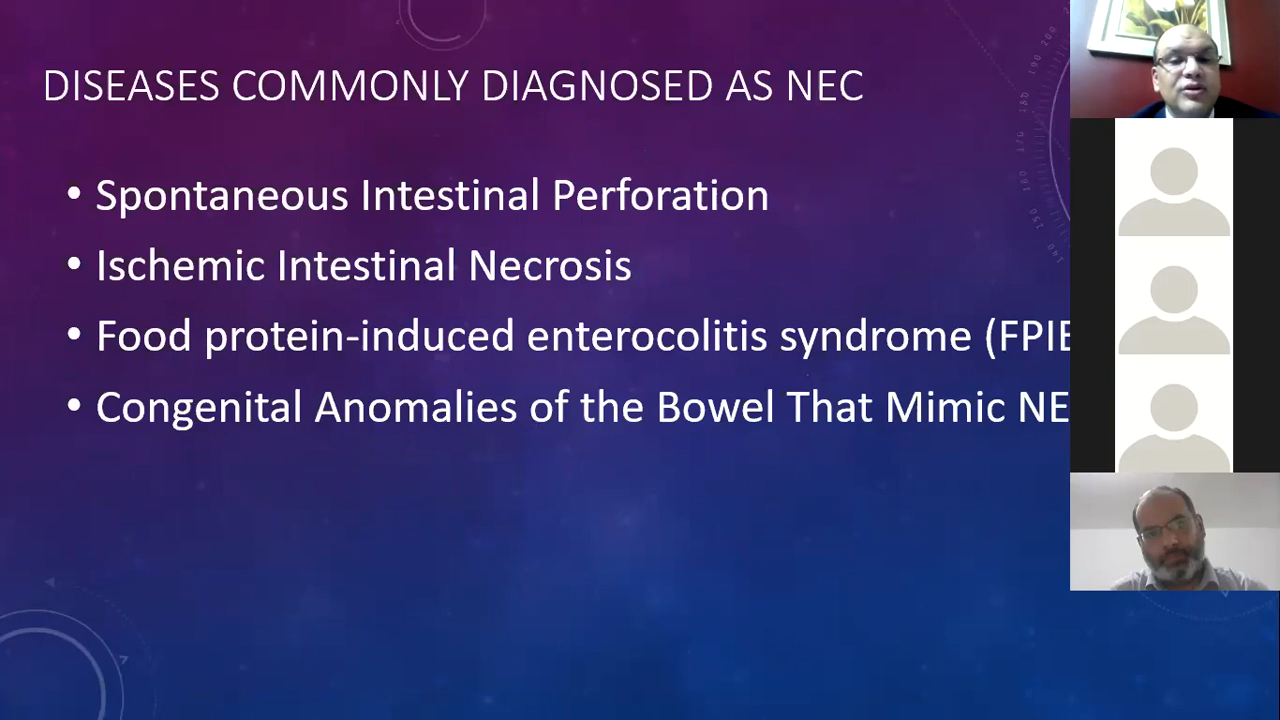 DISEASES COMMONLY DIAGNOSED AS NEC
• Spontaneous Intestinal Perforation
• Ischemic Intestinal Necrosis
• Food protein-induced enterocolitis syndrome (FPIE
• Congenital Anomalies of the Bowel That Mimic NE